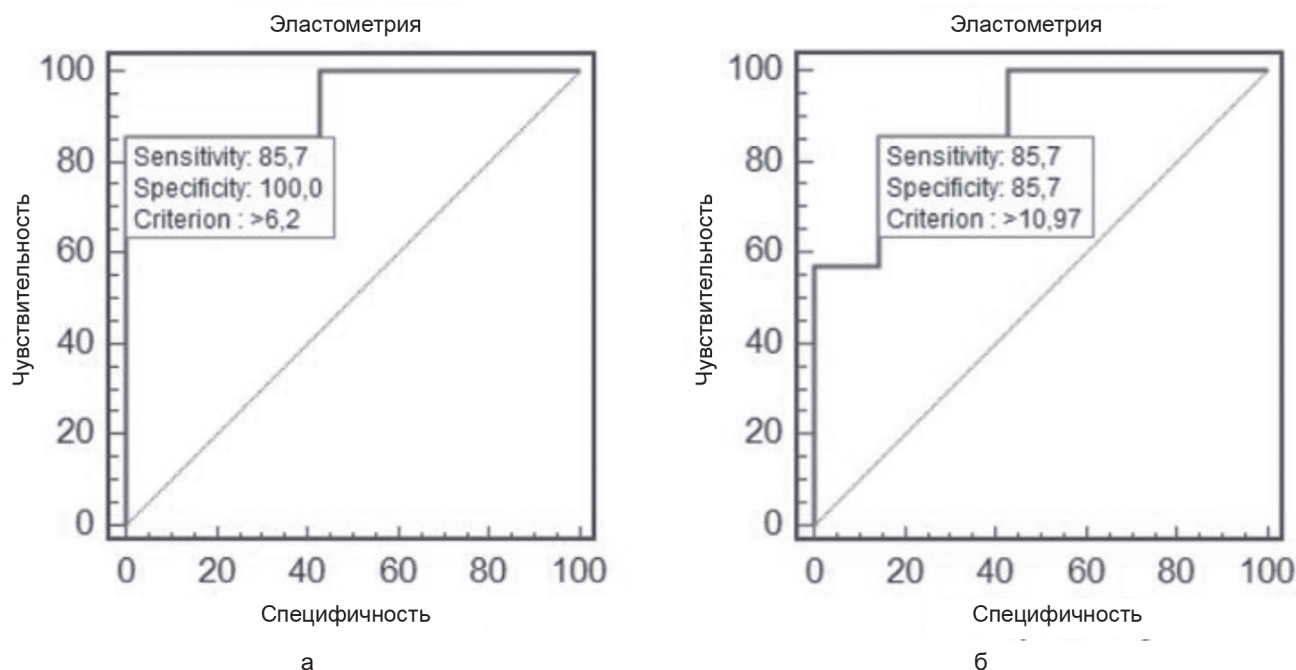 Эластометрия
100
80
60
40
20
0
Чувствительность
Sensitivity: 85,7
Specificity: 100,0
Criterion : >6,2
0 20 40 60 80 100
Специфичность
а
Эластометрия
100
80
60
40
20
0
Чувствительность
Sensitivity: 85,7
Specificity: 85,7
Criterion : >10,97
0 20 40 60 80 100
Специфичность
б